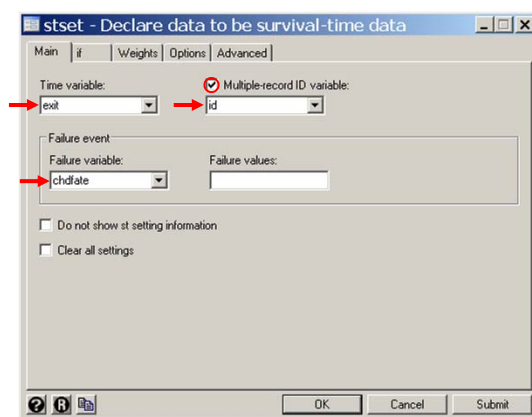 stset - Declare data to be survival-time data
Main if Weights Options Advanced
Time variable: Multiple-record ID variable:
exit id
Failure event
Failure variable: Failure values:
chdfate
Do not show st setting information
Clear all settings
? R OK Cancel Submit